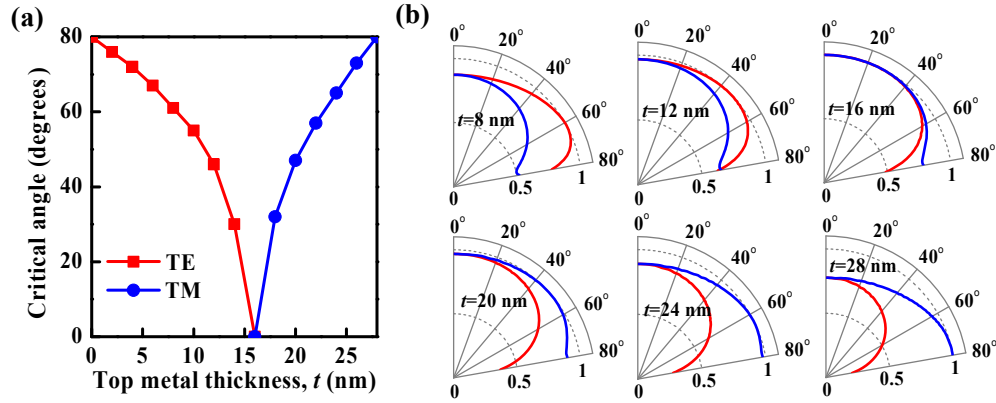 (a)
Critical angle (degrees)
80
60
40
20
0
TE
TM
0 5 10 15 20 25
Top metal thickness, t (nm)
(b)
0° 20° 40° 60° 80°
t=8 nm
0 0.5 1
0° 20° 40° 60° 80°
t=12 nm
0 0.5 1
0° 20° 40° 60° 80°
t=16 nm
0 0.5 1
0° 20° 40° 60° 80°
t=20 nm
0 0.5 1
0° 20° 40° 60° 80°
t=24 nm
0 0.5 1
0° 20° 40° 60° 80°
t=28 nm
0 0.5 1